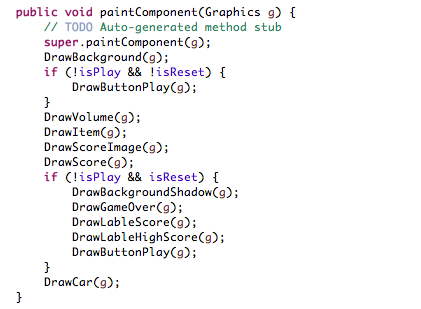 public void paintComponent(Graphics g) {
    // TODO Auto-generated method stub
    super.paintComponent(g);
    DrawBackground(g);
    if (!isPlay && !isReset) {
        DrawButtonPlay(g);
    }
    DrawVolume(g);
    DrawItem(g);
    DrawScoreImage(g);
    DrawScore(g);
    if (!isPlay && isReset) {
        DrawBackgroundShadow(g);
        DrawGameOver(g);
        DrawLableScore(g);
        DrawLableHighScore(g);
        DrawButtonPlay(g);
    }
    DrawCar(g);
}